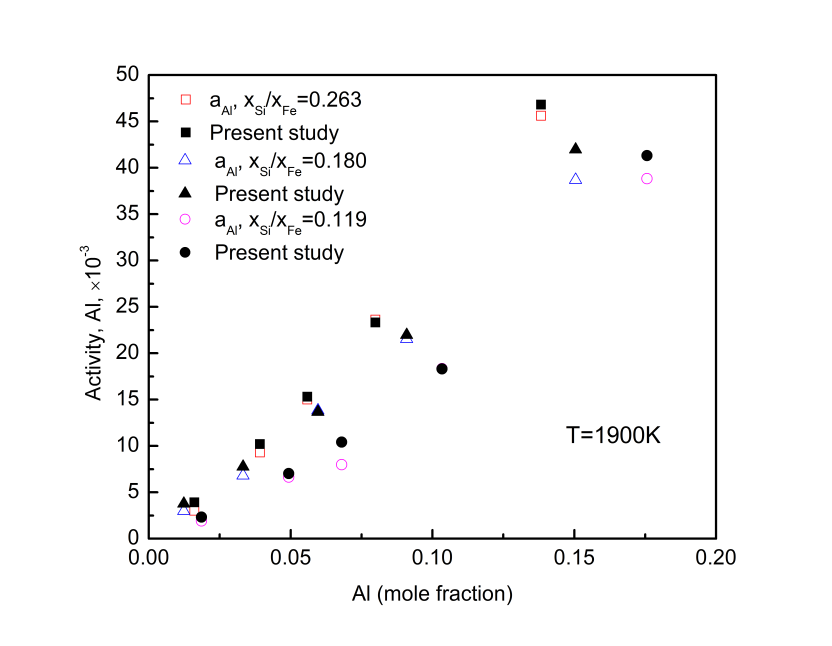 50
45
40
35
30
25
20
15
10
5
0
Activity, Al, ×10⁻³
a_Al, x_Si/x_Fe=0.263
Present study
a_Al, x_Si/x_Fe=0.180
Present study
a_Al, x_Si/x_Fe=0.119
Present study
T=1900K
0.00 0.05 0.10 0.15 0.20
Al (mole fraction)